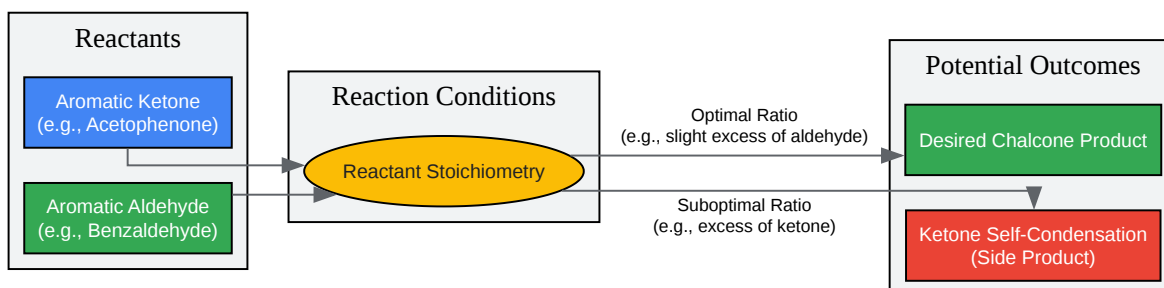 Reactants
Aromatic Ketone
(e.g., Acetophenone)
Aromatic Aldehyde
(e.g., Benzaldehyde)
Reaction Conditions
Reactant Stoichiometry
Optimal Ratio
(e.g., slight excess of aldehyde)
Suboptimal Ratio
(e.g., excess of ketone)
Potential Outcomes
Desired Chalcone Product
Ketone Self-Condensation
(Side Product)